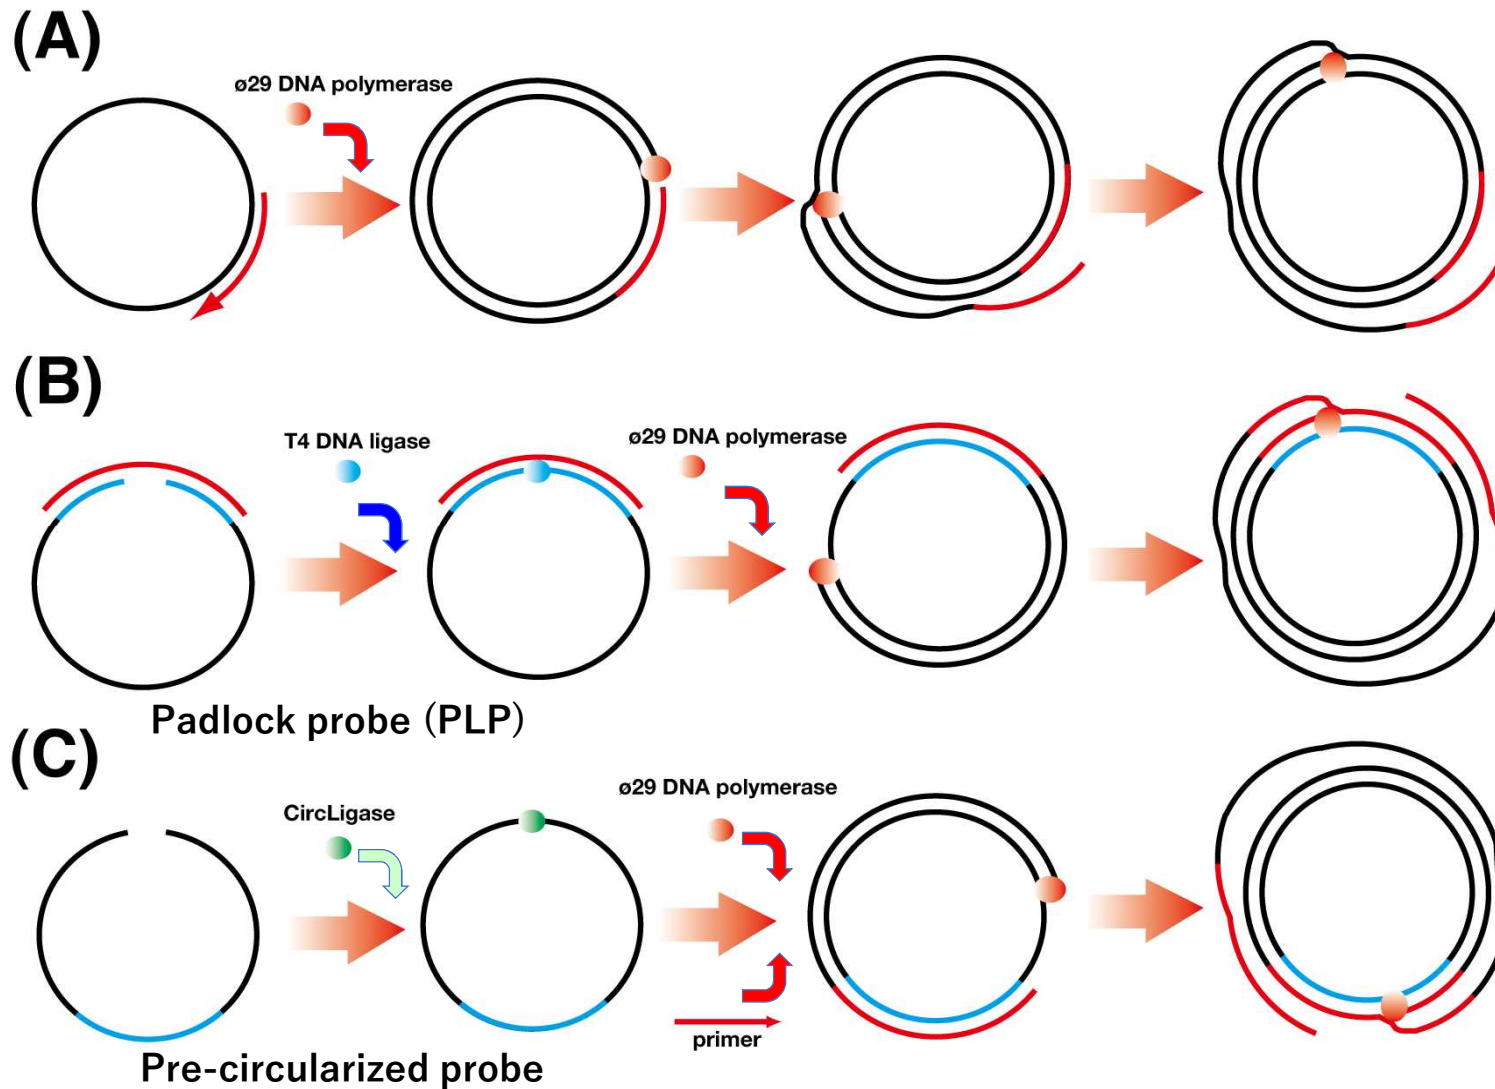 (A)
ø29 DNA polymerase
(B)
T4 DNA ligase
ø29 DNA polymerase
Padlock probe (PLP)
(C)
ø29 DNA polymerase
CircLigase
primer
Pre-circularized probe